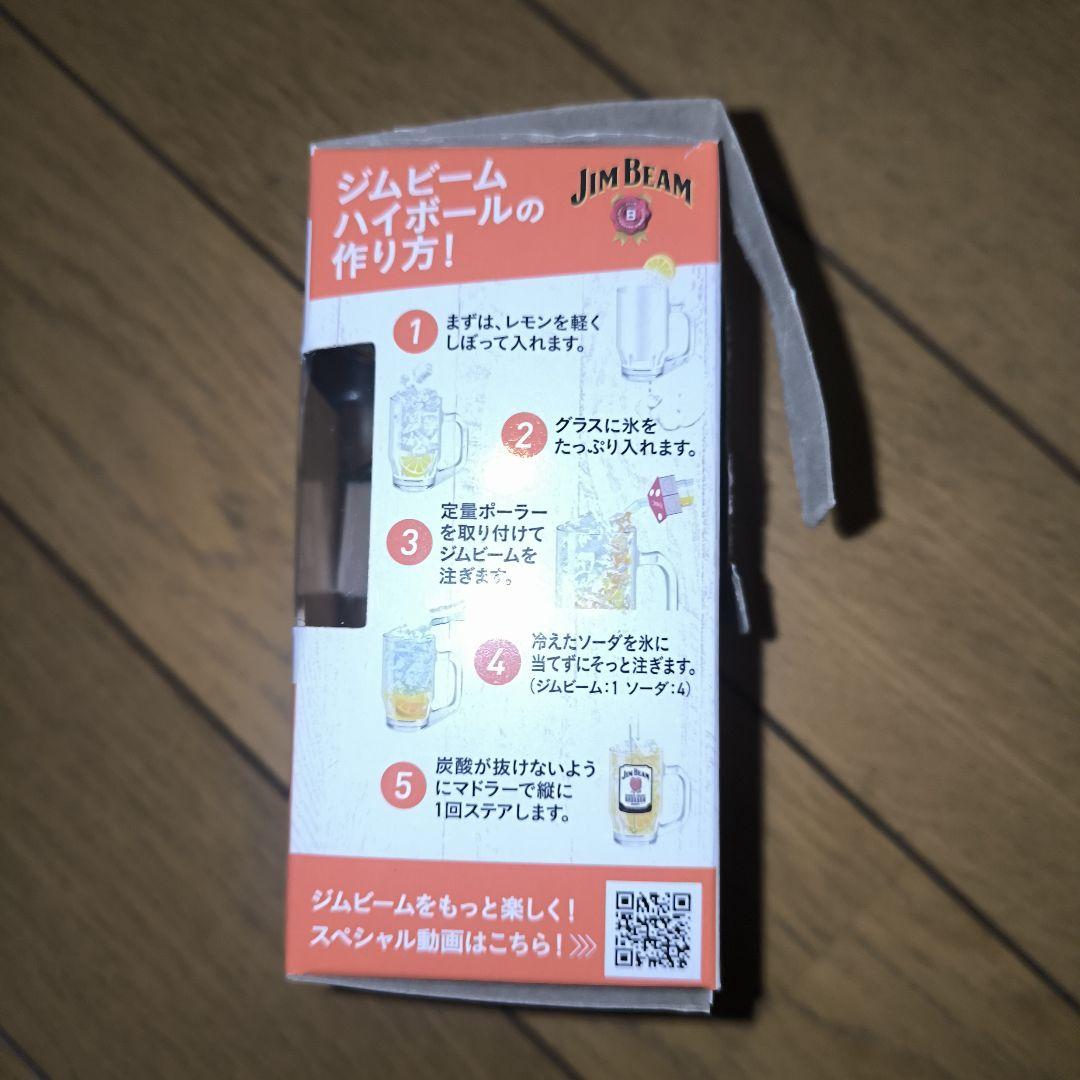 ジムビーム
ハイボールの
作り方!
JIM BEAM
B
1
まずは、レモンを軽く
しぼって入れます。
2
グラスに氷を
たっぷり入れます。
3
定量ポーラー
を取り付けて
ジムビームを
注ぎます。
4
冷えたソーダを氷に
当てずにそっと注ぎます。
(ジムビーム:1 ソーダ:4)
5
炭酸が抜けないよう
にマドラーで縦に
1回ステアします。
JIM BEAM
BOURBON
ジムビームをもっと楽しく!
スペシャル動画はこちら!